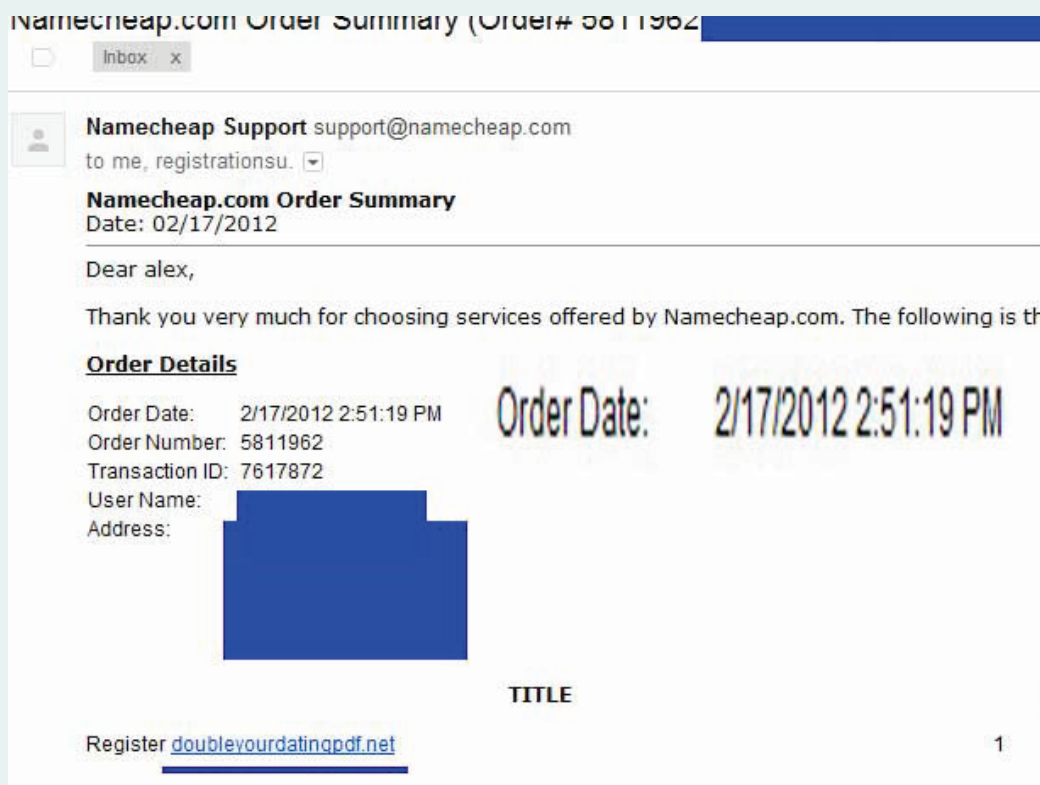 Namecheap.com Order Summary (Order# 5811962
Inbox x
Namecheap Support support@namecheap.com
to me, registrationsu.
Namecheap.com Order Summary
Date: 02/17/2012
Dear alex,
Thank you very much for choosing services offered by Namecheap.com. The following is th
Order Details
Order Date: 2/17/2012 2:51:19 PM
Order Date: 2/17/2012 2:51:19 PM
Order Number: 5811962
Transaction ID: 7617872
User Name:
Address:
TITLE
Register doubleyourdatingpdf.net 1